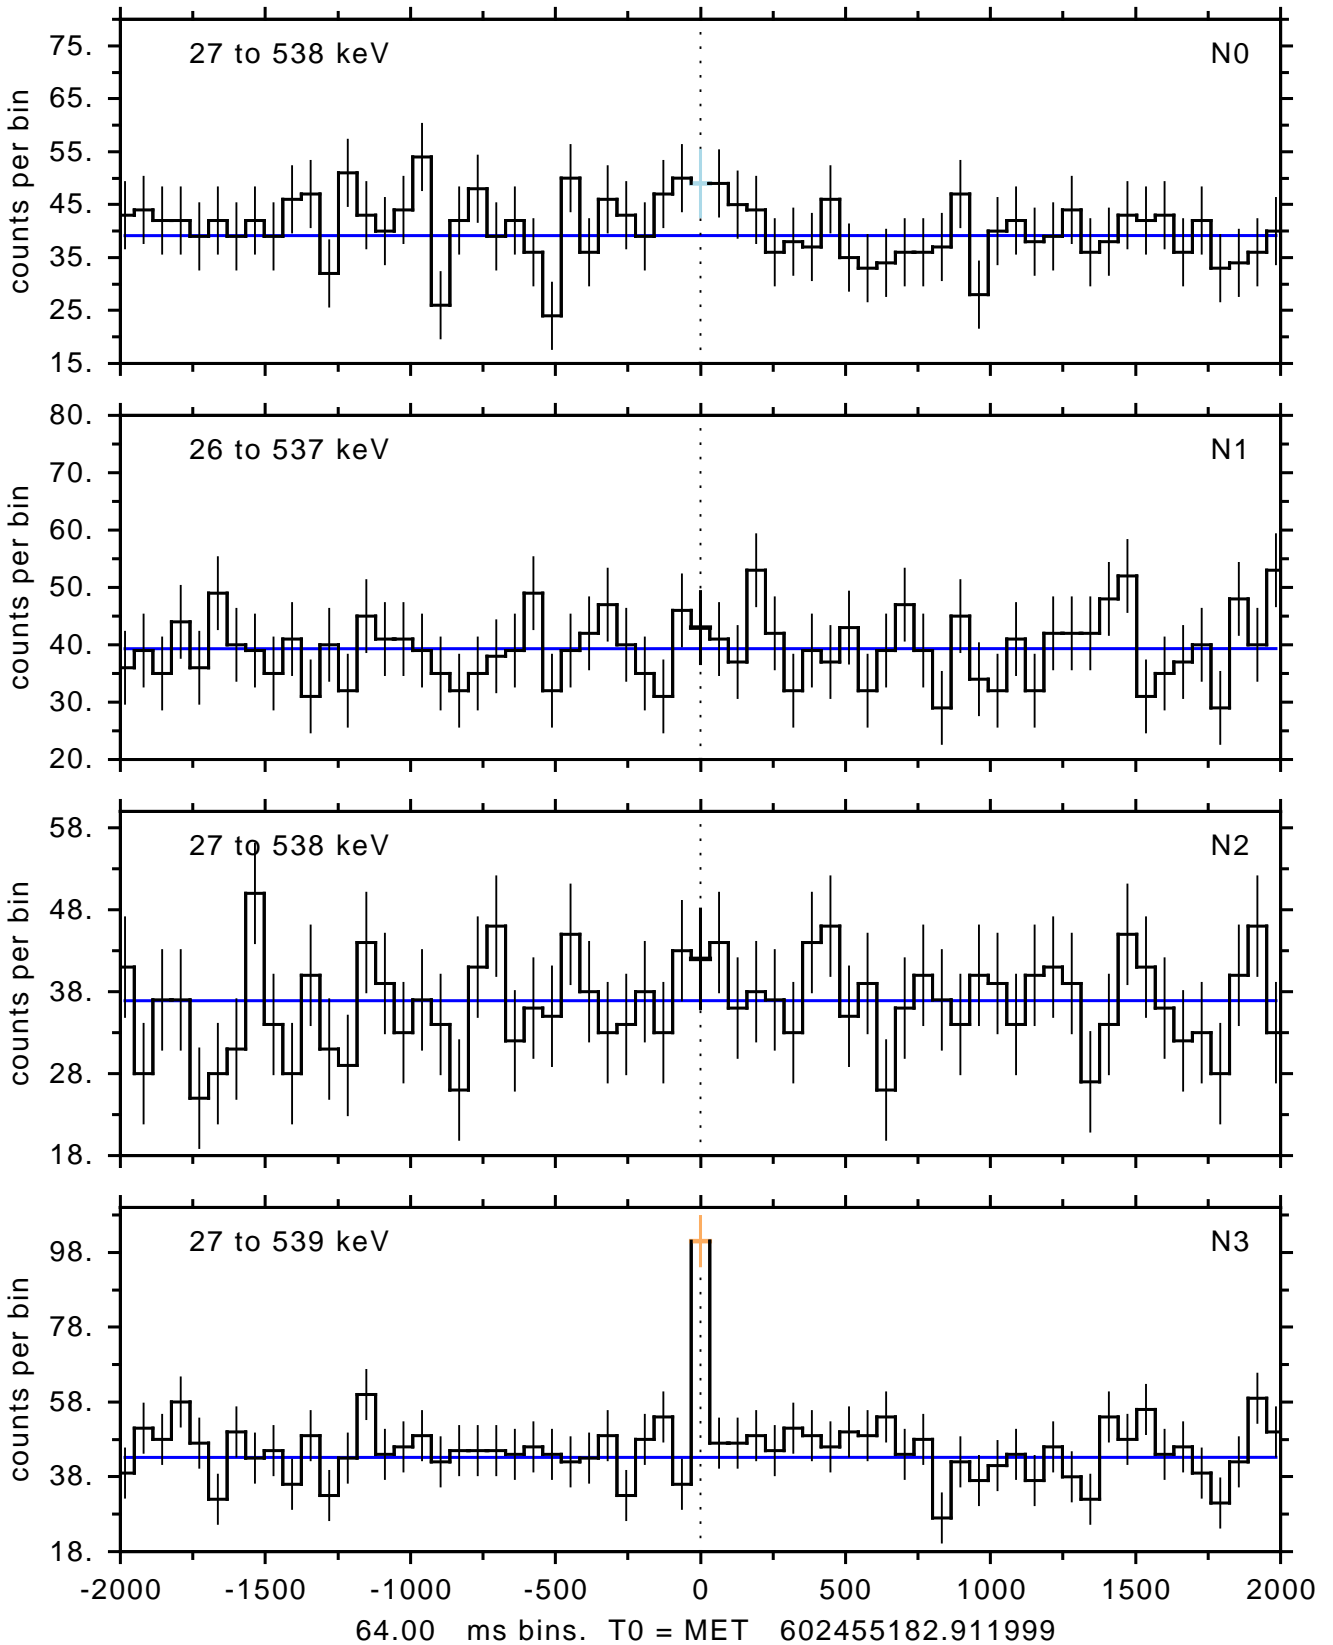 27 to 538 keV N0
75.
65.
55.
45.
35.
25.
15.
counts per bin
26 to 537 keV N1
80.
70.
60.
50.
40.
30.
20.
counts per bin
27 to 538 keV N2
58.
48.
38.
28.
18.
counts per bin
27 to 539 keV N3
98.
78.
58.
38.
18.
counts per bin
-2000 -1500 -1000 -500 0 500 1000 1500 2000
64.00 ms bins. T0 = MET 602455182.911999